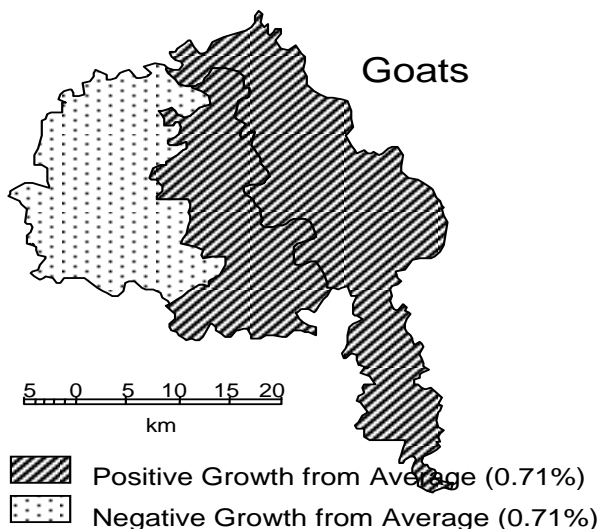 Goats
5 0 5 10 15 20
km
Positive Growth from Average (0.71%)
Negative Growth from Average (0.71%)